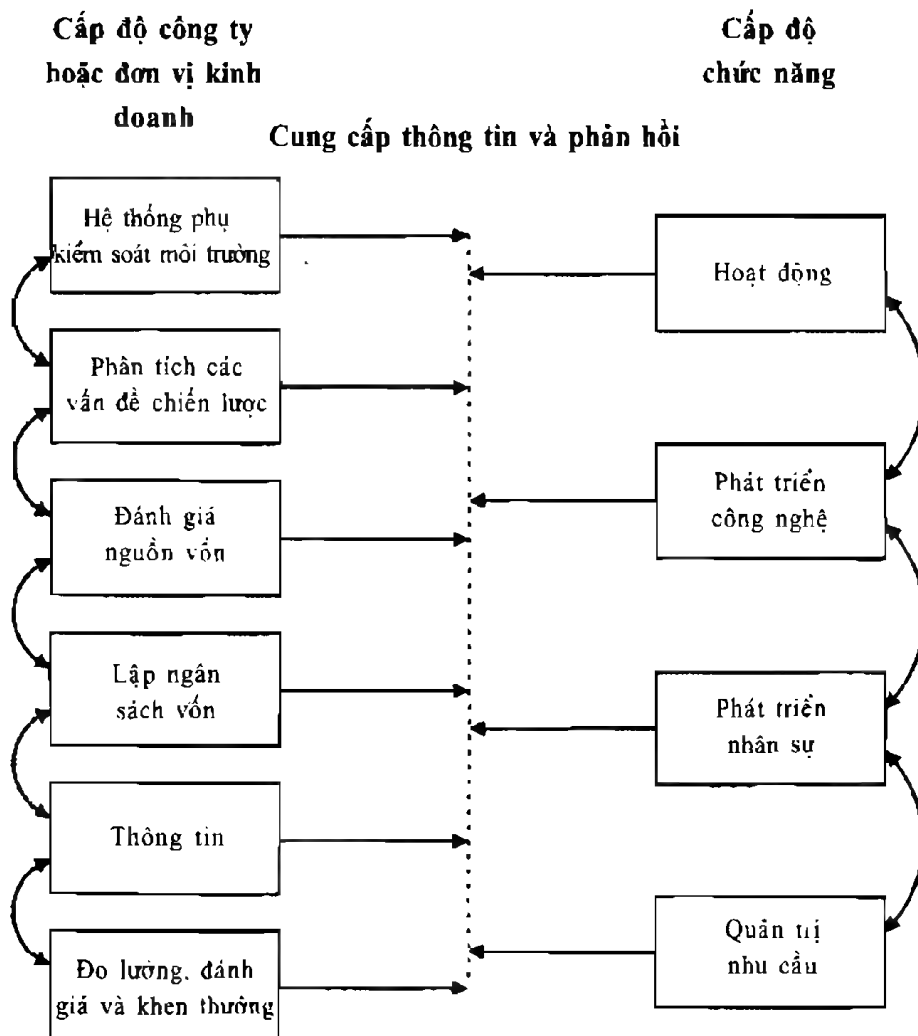 Cấp độ công ty
hoặc đơn vị kinh
doanh
Cấp độ
chức năng
Cung cấp thông tin và phản hồi
Hệ thống phụ
kiểm soát môi trường
Phân tích các
vấn đề chiến lược
Đánh giá
nguồn vốn
Lập ngân
sách vốn
Thông tin
Đo lường, đánh
giá và khen thưởng
Hoạt động
Phát triển
công nghệ
Phát triển
nhân sự
Quản trị
nhu cầu